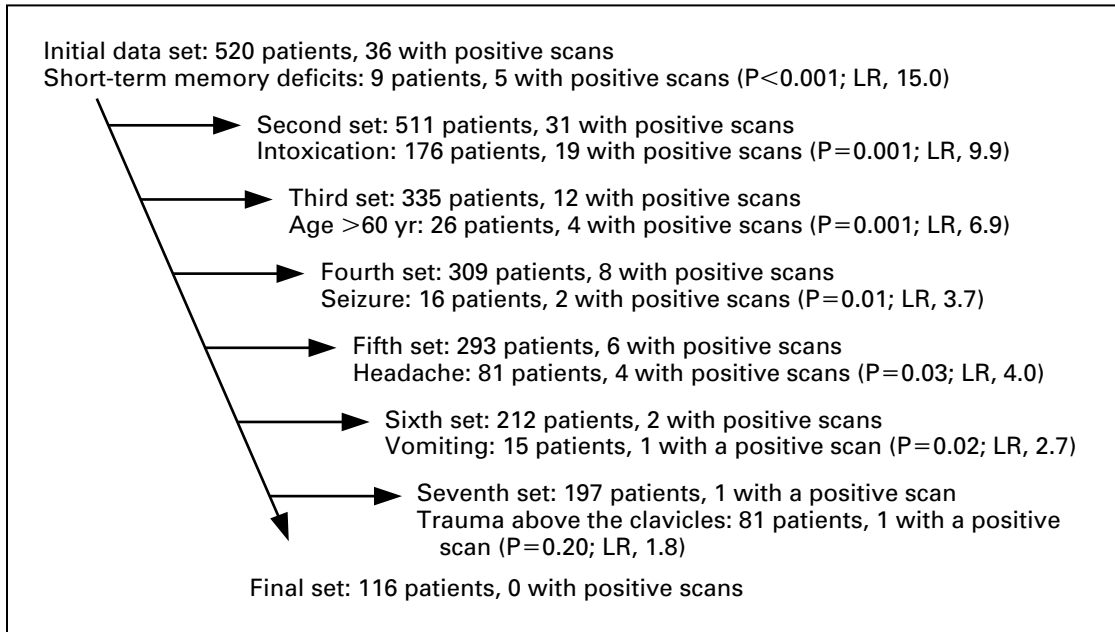 Initial data set: 520 patients, 36 with positive scans
Short-term memory deficits: 9 patients, 5 with positive scans (P<0.001; LR, 15.0)
Second set: 511 patients, 31 with positive scans
Intoxication: 176 patients, 19 with positive scans (P=0.001; LR, 9.9)
Third set: 335 patients, 12 with positive scans
Age >60 yr: 26 patients, 4 with positive scans (P=0.001; LR, 6.9)
Fourth set: 309 patients, 8 with positive scans
Seizure: 16 patients, 2 with positive scans (P=0.01; LR, 3.7)
Fifth set: 293 patients, 6 with positive scans
Headache: 81 patients, 4 with positive scans (P=0.03; LR, 4.0)
Sixth set: 212 patients, 2 with positive scans
Vomiting: 15 patients, 1 with a positive scan (P=0.02; LR, 2.7)
Seventh set: 197 patients, 1 with a positive scan
Trauma above the clavicles: 81 patients, 1 with a positive
scan (P=0.20; LR, 1.8)
Final set: 116 patients, 0 with positive scans